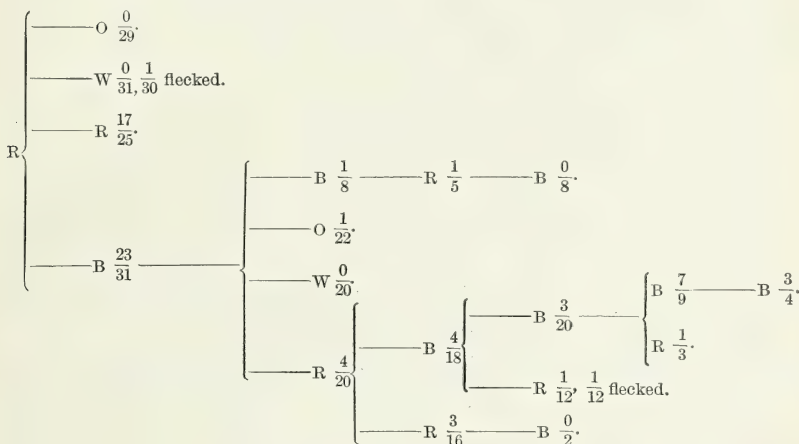 O 0/29.
W 0/31, 1/30 flecked.
R 17/25.
R
B 1/8 R 1/5 B 0/8.
O 1/22.
B 23/31
W 0/20.
B 7/9 B 3/4.
B 3/20
R 1/3.
B 4/18
R 4/20
R 1/12, 1/12 flecked.
R 3/16 B 0/2.